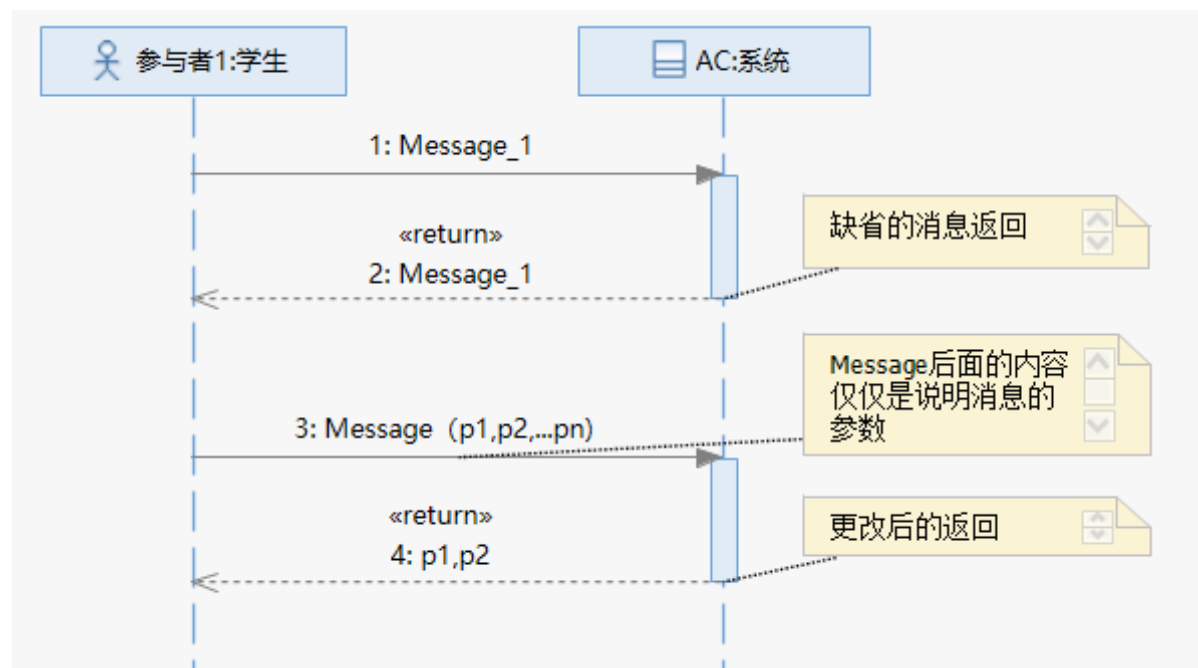 参与者1:学生
AC:系统
1: Message_1
«return»
2: Message_1
缺省的消息返回
3: Message（p1,p2,...pn)
Message后面的内容
仅仅是说明消息的
参数
«return»
4: p1,p2
更改后的返回